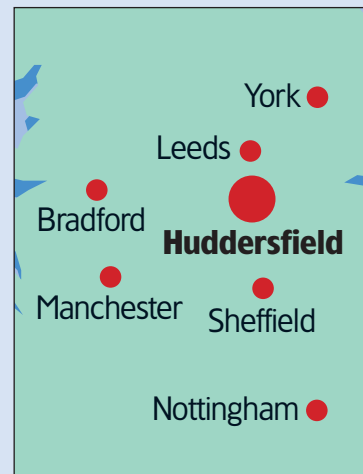 York
Leeds
Bradford
Huddersfield
Manchester
Sheffield
Nottingham